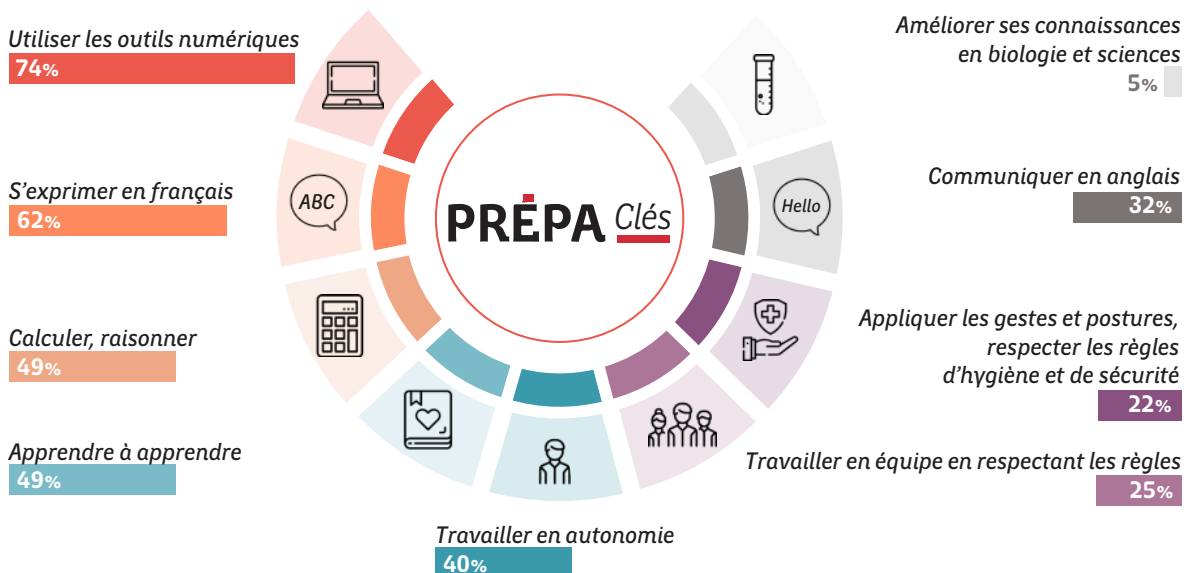 Utiliser les outils numériques
74%
S'exprimer en français
62%
Calculer, raisonner
49%
Apprendre à apprendre
49%
Travailler en autonomie
40%
ABC
PRÉPA Clés
Hello
Améliorer ses connaissances
en biologie et sciences
5%
Communiquer en anglais
32%
Appliquer les gestes et postures,
respecter les règles
d'hygiène et de sécurité
22%
Travailler en équipe en respectant les règles
25%